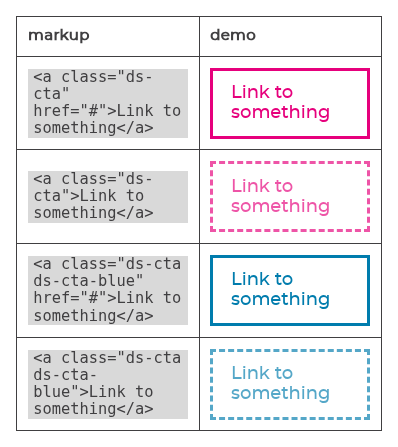 markup demo
<a class="ds-
cta"
href="#">Link to
something</a>
Link to
something
<a class="ds-
cta">Link to
something</a>
Link to
something
<a class="ds-cta
ds-cta-blue"
href="#">Link to
something</a>
Link to
something
<a class="ds-cta
ds-cta-
blue">Link to
something</a>
Link to
something